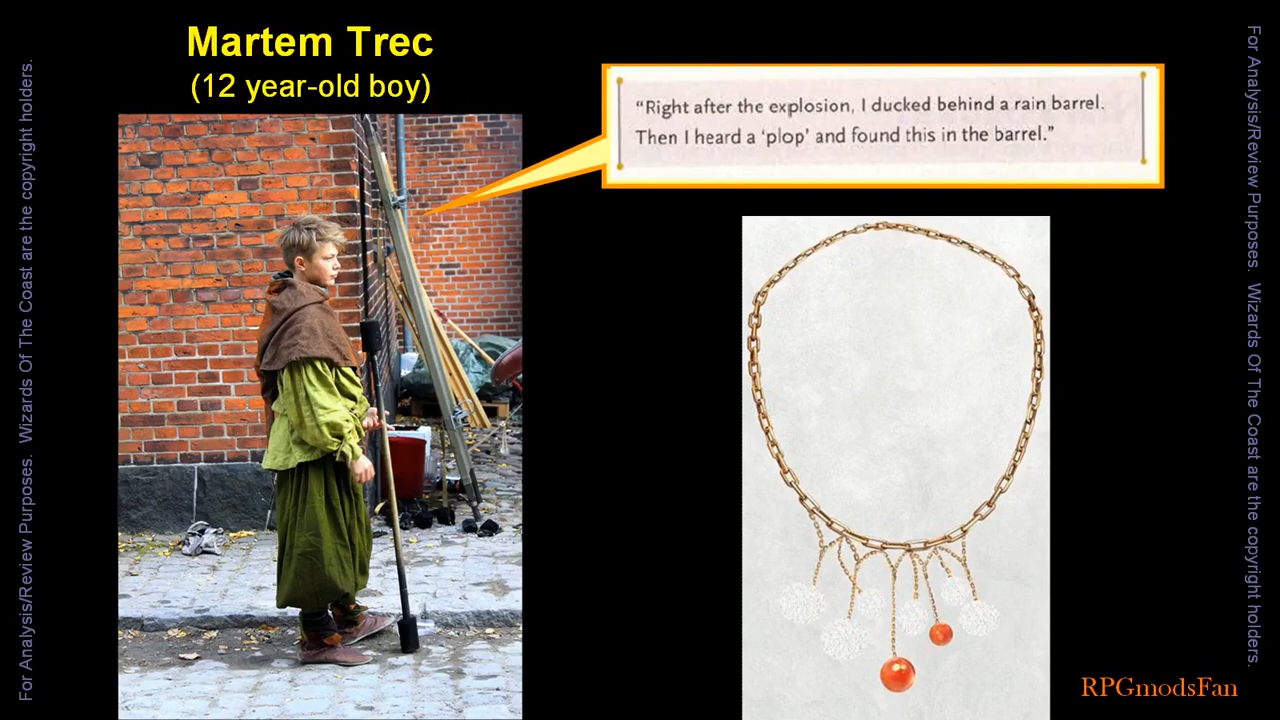 Martem Trec
(12 year-old boy)
“Right after the explosion, I ducked behind a rain barrel.
Then I heard a ‘plop’ and found this in the barrel.”
For Analysis/Review Purposes.  Wizards Of The Coast are the copyright holders.
For Analysis/Review Purposes.  Wizards Of The Coast are the copyright holders.
RPGmodsFan